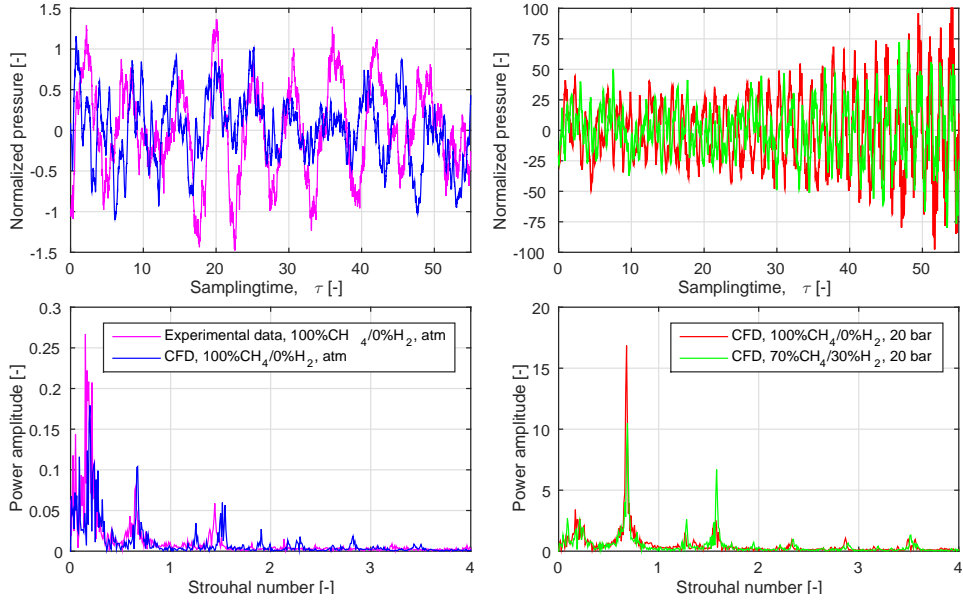 1.5
1
0.5
0
-0.5
-1
-1.5
Normalized pressure [-]
0 10 20 30 40 50
Samplingtime, τ [-]
100
75
50
25
0
-25
-50
-75
-100
Normalized pressure [-]
0 10 20 30 40 50
Samplingtime, τ [-]
0.3
0.25
0.2
0.15
0.1
0.05
0
Power amplitude [-]
Experimental data, 100%CH 4/0%H2, atm
CFD, 100%CH4/0%H2, atm
0 1 2 3 4
Strouhal number [-]
20
15
10
5
0
Power amplitude [-]
CFD, 100%CH4/0%H2, 20 bar
CFD, 70%CH4/30%H2, 20 bar
0 1 2 3 4
Strouhal number [-]